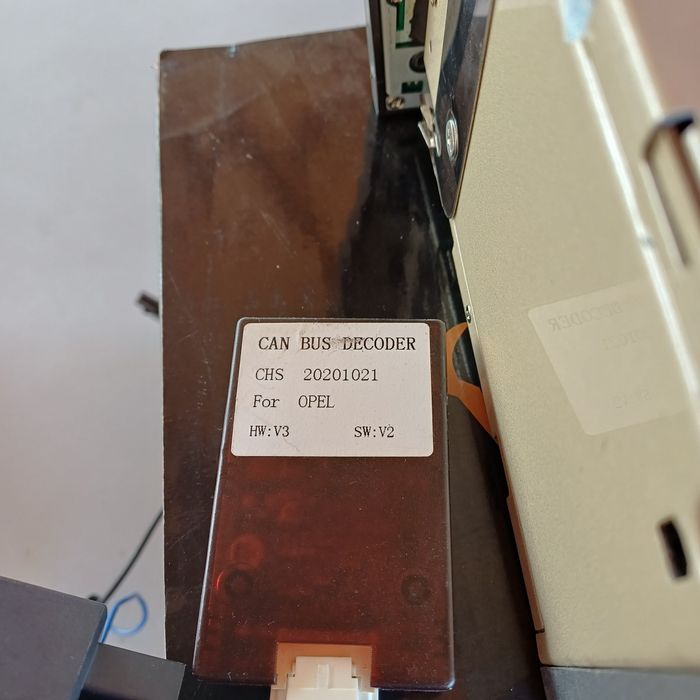 CAN BUS DECODER
CHS 20201021
For OPEL
HW:V3 SW:V2